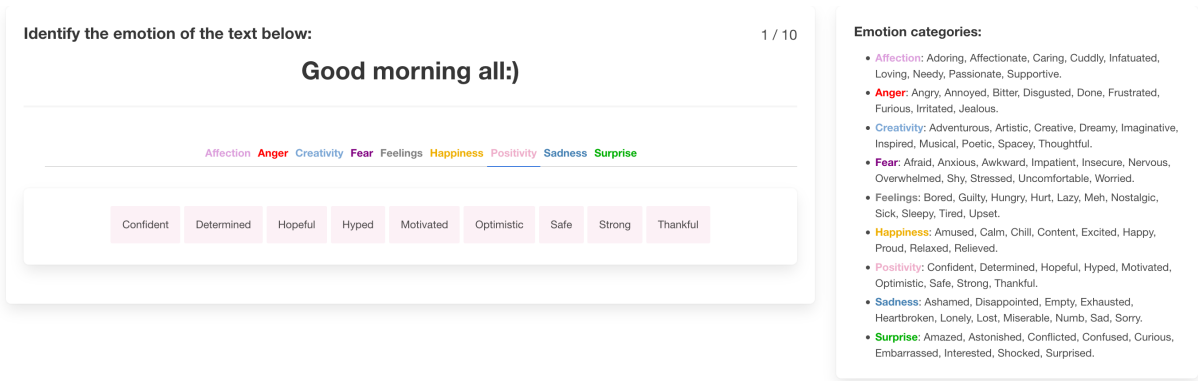 Identify the emotion of the text below:
1 / 10
Good morning all:)
Affection Anger Creativity Fear Feelings Happiness Positivity Sadness Surprise
Confident Determined Hopeful Hyped Motivated Optimistic Safe Strong Thankful
Emotion categories:
• Affection: Adoring, Affectionate, Caring, Cuddly, Infatuated,
Loving, Needy, Passionate, Supportive.
• Anger: Angry, Annoyed, Bitter, Disgusted, Done, Frustrated,
Furious, Irritated, Jealous.
• Creativity: Adventurous, Artistic, Creative, Dreamy, Imaginative,
Inspired, Musical, Poetic, Spacey, Thoughtful.
• Fear: Afraid, Anxious, Awkward, Impatient, Insecure, Nervous,
Overwhelmed, Shy, Stressed, Uncomfortable, Worried.
• Feelings: Bored, Guilty, Hungry, Hurt, Lazy, Meh, Nostalgic,
Sick, Sleepy, Tired, Upset.
• Happiness: Amused, Calm, Chill, Content, Excited, Happy,
Proud, Relaxed, Relieved.
• Positivity: Confident, Determined, Hopeful, Hyped, Motivated,
Optimistic, Safe, Strong, Thankful.
• Sadness: Ashamed, Disappointed, Empty, Exhausted,
Heartbroken, Lonely, Lost, Miserable, Numb, Sad, Sorry.
• Surprise: Amazed, Astonished, Conflicted, Confused, Curious,
Embarrassed, Interested, Shocked, Surprised.